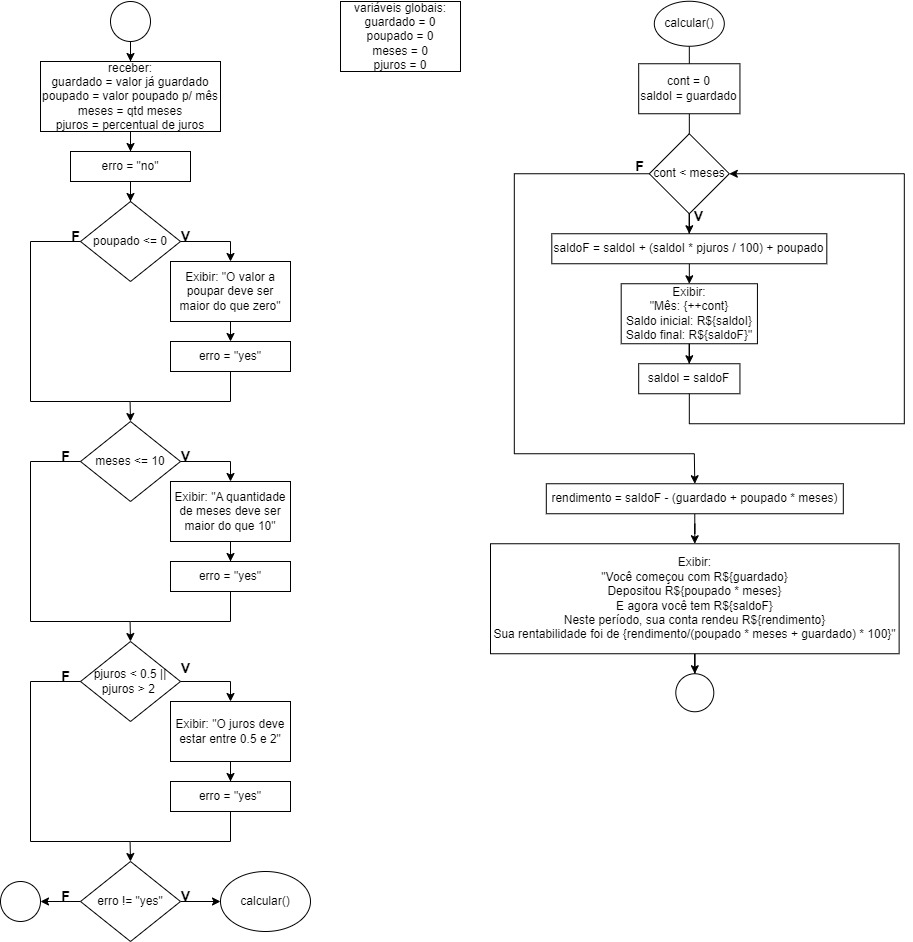 receber:
guardado = valor já guardado
poupado = valor poupado p/ mês
meses = qtd meses
pjuros = percentual de juros
erro = "no"
poupado <= 0
F
V
Exibir: "O valor a
poupar deve ser
maior do que zero"
erro = "yes"
meses <= 10
F
V
Exibir: "A quantidade
de meses deve ser
maior do que 10"
erro = "yes"
pjuros < 0.5 ||
pjuros > 2
F
V
Exibir: "O juros deve
estar entre 0.5 e 2"
erro = "yes"
erro != "yes"
F
V
calcular()
variáveis globais:
guardado = 0
poupado = 0
meses = 0
pjuros = 0
calcular()
cont = 0
saldoI = guardado
cont < meses
F
V
saldoF = saldoI + (saldoI * pjuros / 100) + poupado
Exibir:
"Mês: {++cont}
Saldo inicial: R${saldoI}
Saldo final: R${saldoF}"
saldoI = saldoF
rendimento = saldoF - (guardado + poupado * meses)
Exibir:
"Você começou com R${guardado}
Depositou R${poupado * meses}
E agora você tem R${saldoF}
Neste período, sua conta rendeu R${rendimento}
Sua rentabilidade foi de {rendimento/(poupado * meses + guardado) * 100}"